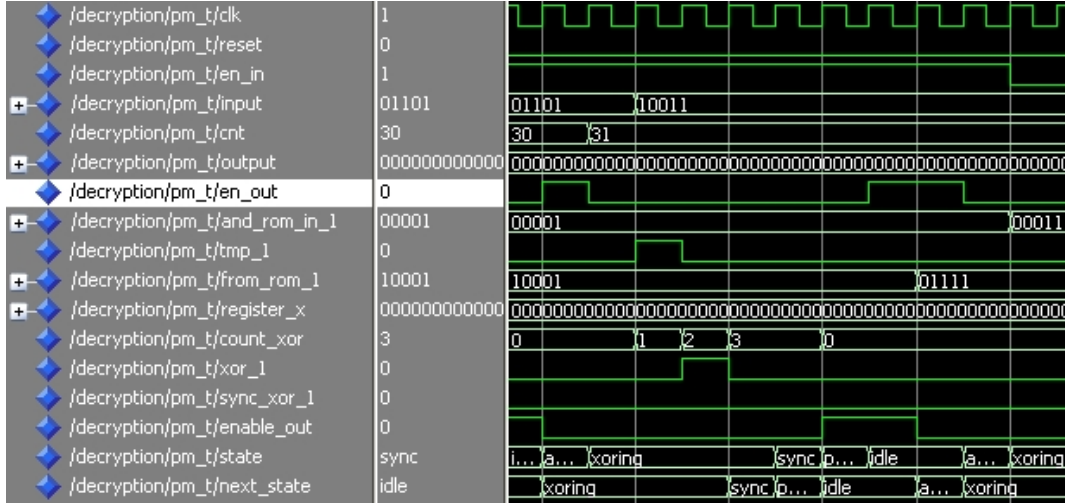 /decryption/pm_t/clk 1
/decryption/pm_t/reset 0
/decryption/pm_t/en_in 1
/decryption/pm_t/input 01101 01101 10011
/decryption/pm_t/cnt 30 30 31
/decryption/pm_t/output 000000000000
/decryption/pm_t/en_out 0
/decryption/pm_t/and_rom_in_1 00001 00001 00011
/decryption/pm_t/tmp_1 0
/decryption/pm_t/from_rom_1 10001 10001 01111
/decryption/pm_t/register_x 000000000000
/decryption/pm_t/count_xor 3 0 1 2 3 0
/decryption/pm_t/xor_1 0
/decryption/pm_t/sync_xor_1 0
/decryption/pm_t/enable_out 0
/decryption/pm_t/state sync i... a... xoring sync p... idle a... xoring
/decryption/pm_t/next_state idle xoring sync p... idle a... xoring